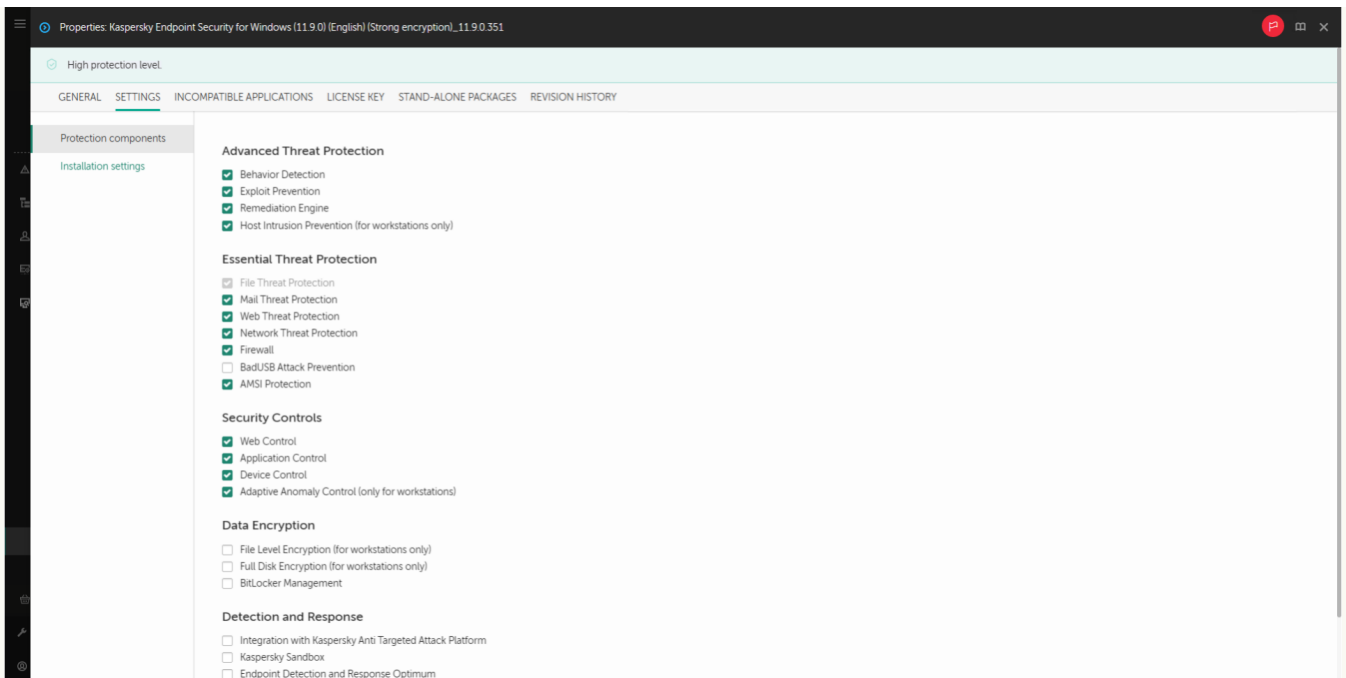 Properties: Kaspersky Endpoint Security for Windows (11.9.0) (English) (Strong encryption)_11.9.0.351
High protection level.
GENERAL SETTINGS INCOMPATIBLE APPLICATIONS LICENSE KEY STAND-ALONE PACKAGES REVISION HISTORY
Protection components
Installation settings
Advanced Threat Protection
Behavior Detection
Exploit Prevention
Remediation Engine
Host Intrusion Prevention (for workstations only)
Essential Threat Protection
File Threat Protection
Mail Threat Protection
Web Threat Protection
Network Threat Protection
Firewall
BadUSB Attack Prevention
AMSI Protection
Security Controls
Web Control
Application Control
Device Control
Adaptive Anomaly Control (only for workstations)
Data Encryption
File Level Encryption (for workstations only)
Full Disk Encryption (for workstations only)
BitLocker Management
Detection and Response
Integration with Kaspersky Anti Targeted Attack Platform
Kaspersky Sandbox
Endpoint Detection and Response Optimum